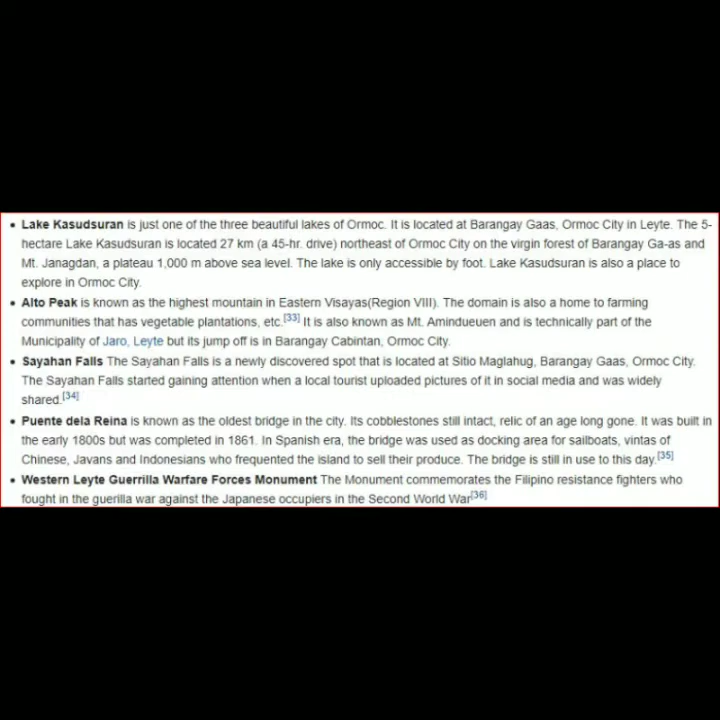 • Lake Kasudsuran is just one of the three beautiful lakes of Ormoc. It is located at Barangay Gaas, Ormoc City in Leyte. The 5-
hectare Lake Kasudsuran is located 27 km (a 45-hr. drive) northeast of Ormoc City on the virgin forest of Barangay Ga-as and
Mt. Janagdan, a plateau 1,000 m above sea level. The lake is only accessible by foot. Lake Kasudsuran is also a place to
explore in Ormoc City.
• Alto Peak is known as the highest mountain in Eastern Visayas(Region VIII). The domain is also a home to farming
communities that has vegetable plantations, etc.[33] It is also known as Mt. Amindueuen and is technically part of the
Municipality of Jaro, Leyte but its jump off is in Barangay Cabintan, Ormoc City.
• Sayahan Falls The Sayahan Falls is a newly discovered spot that is located at Sitio Maglahug, Barangay Gaas, Ormoc City.
The Sayahan Falls started gaining attention when a local tourist uploaded pictures of it in social media and was widely
shared.[34]
• Puente dela Reina is known as the oldest bridge in the city. Its cobblestones still intact, relic of an age long gone. It was built in
the early 1800s but was completed in 1861. In Spanish era, the bridge was used as docking area for sailboats, vintas of
Chinese, Javans and Indonesians who frequented the island to sell their produce. The bridge is still in use to this day.[35]
• Western Leyte Guerrilla Warfare Forces Monument The Monument commemorates the Filipino resistance fighters who
fought in the guerilla war against the Japanese occupiers in the Second World War[36]